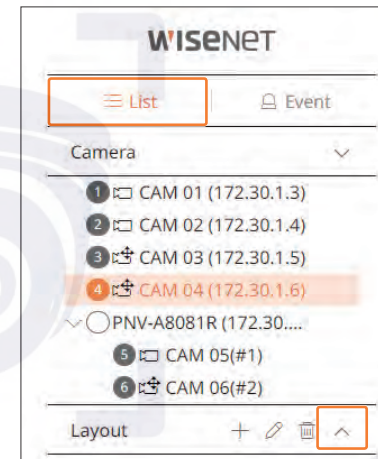 WISENET
List Event
Camera
1 CAM 01 (172.30.1.3)
2 CAM 02 (172.30.1.4)
3 CAM 03 (172.30.1.5)
4 CAM 04 (172.30.1.6)
PNV-A8081R (172.30....
5 CAM 05(#1)
6 CAM 06(#2)
Layout